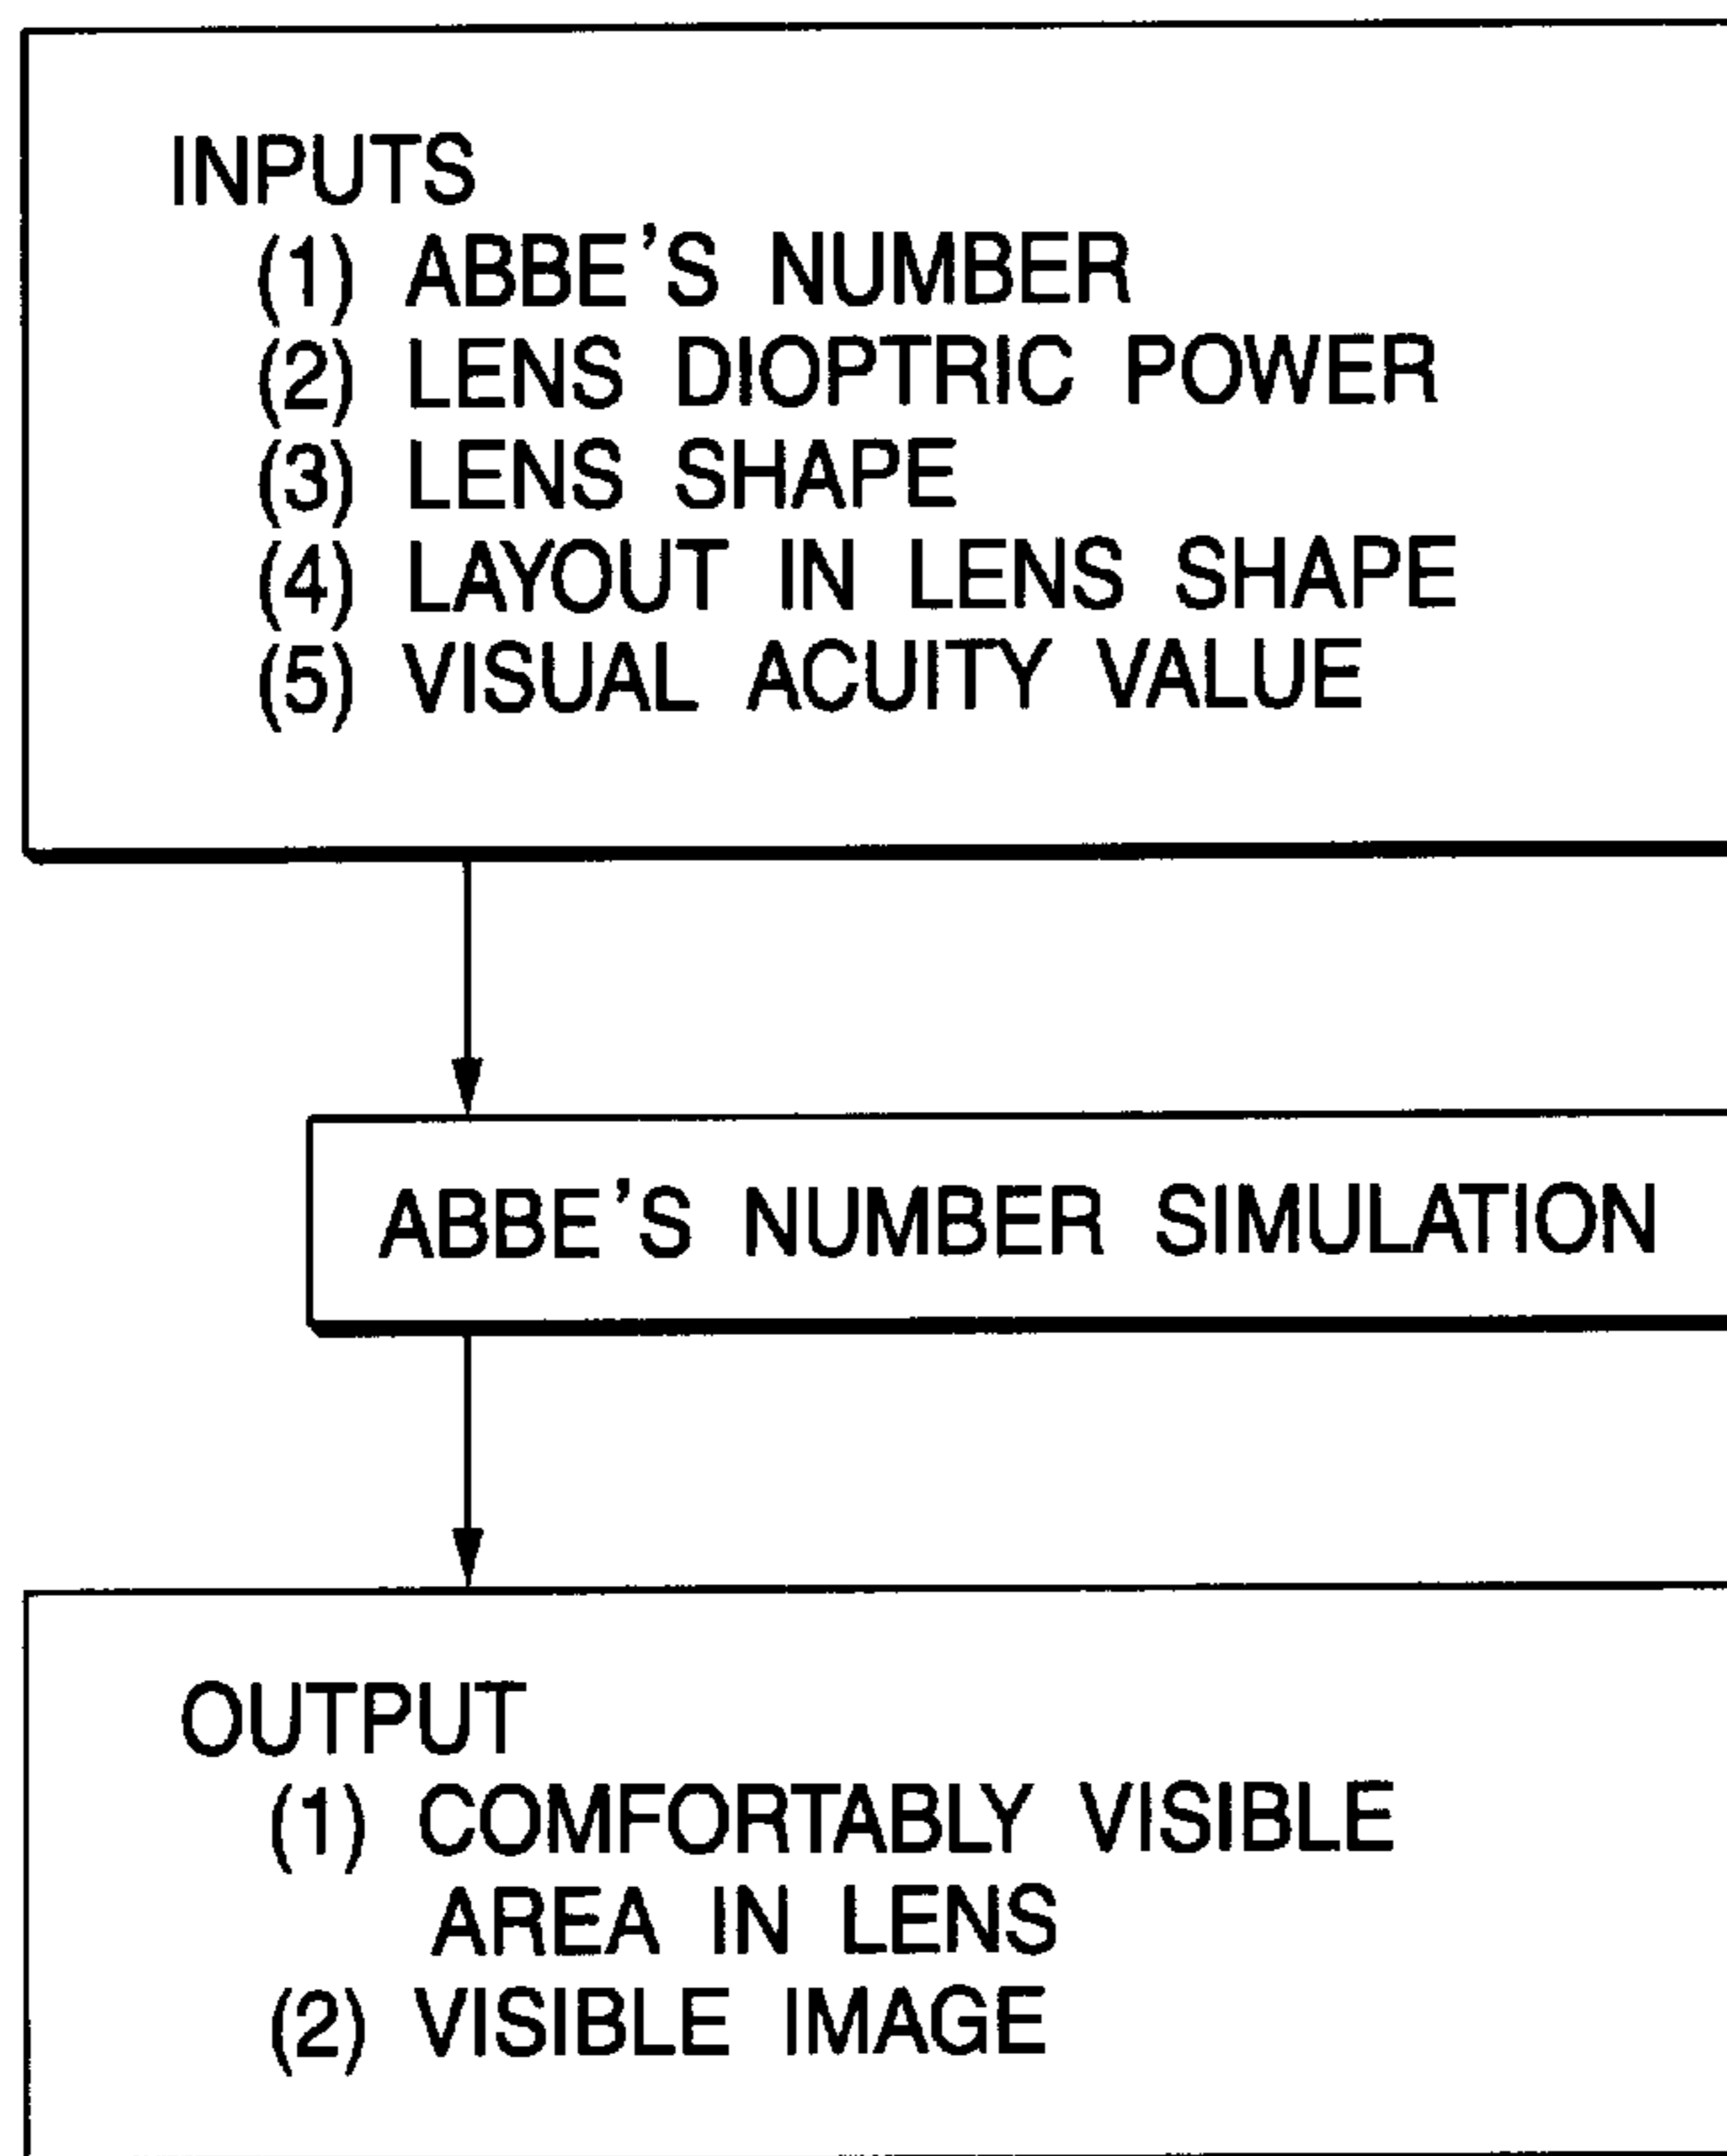 INPUTS
(1) ABBE'S NUMBER
(2) LENS DIOPTRIC POWER
(3) LENS SHAPE
(4) LAYOUT IN LENS SHAPE
(5) VISUAL ACUITY VALUE
ABBE'S NUMBER SIMULATION
OUTPUT
(1) COMFORTABLY VISIBLE
AREA IN LENS
(2) VISIBLE IMAGE